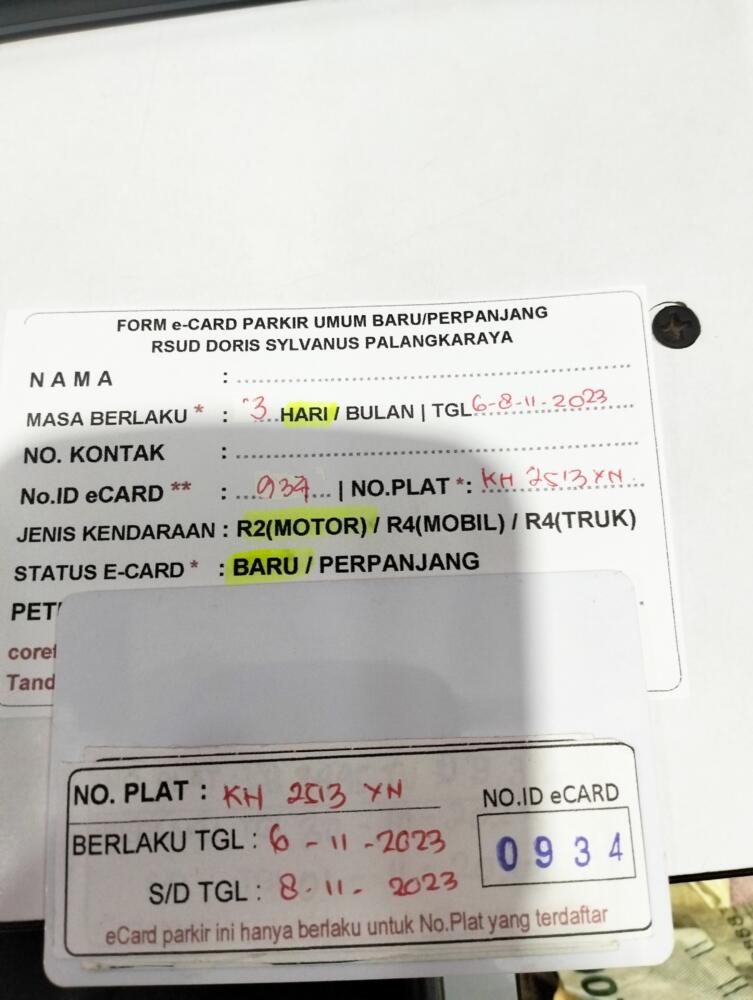 FORM e-CARD PARKIR UMUM BARU/PERPANJANG
RSUD DORIS SYLVANUS PALANGKARAYA
NAMA :
MASA BERLAKU * : 3 HARI / BULAN | TGL 6-8-11-2023
NO. KONTAK :
No.ID eCARD ** : 934 | NO.PLAT *: KH 2513 YN
JENIS KENDARAAN : R2(MOTOR) / R4(MOBIL) / R4(TRUK)
STATUS E-CARD * : BARU / PERPANJANG
NO. PLAT : KH 2513 YN
NO.ID eCARD
BERLAKU TGL : 6 - 11 - 2023
0934
S/D TGL : 8 - 11 - 2023
eCard parkir ini hanya berlaku untuk No.Plat yang terdaftar